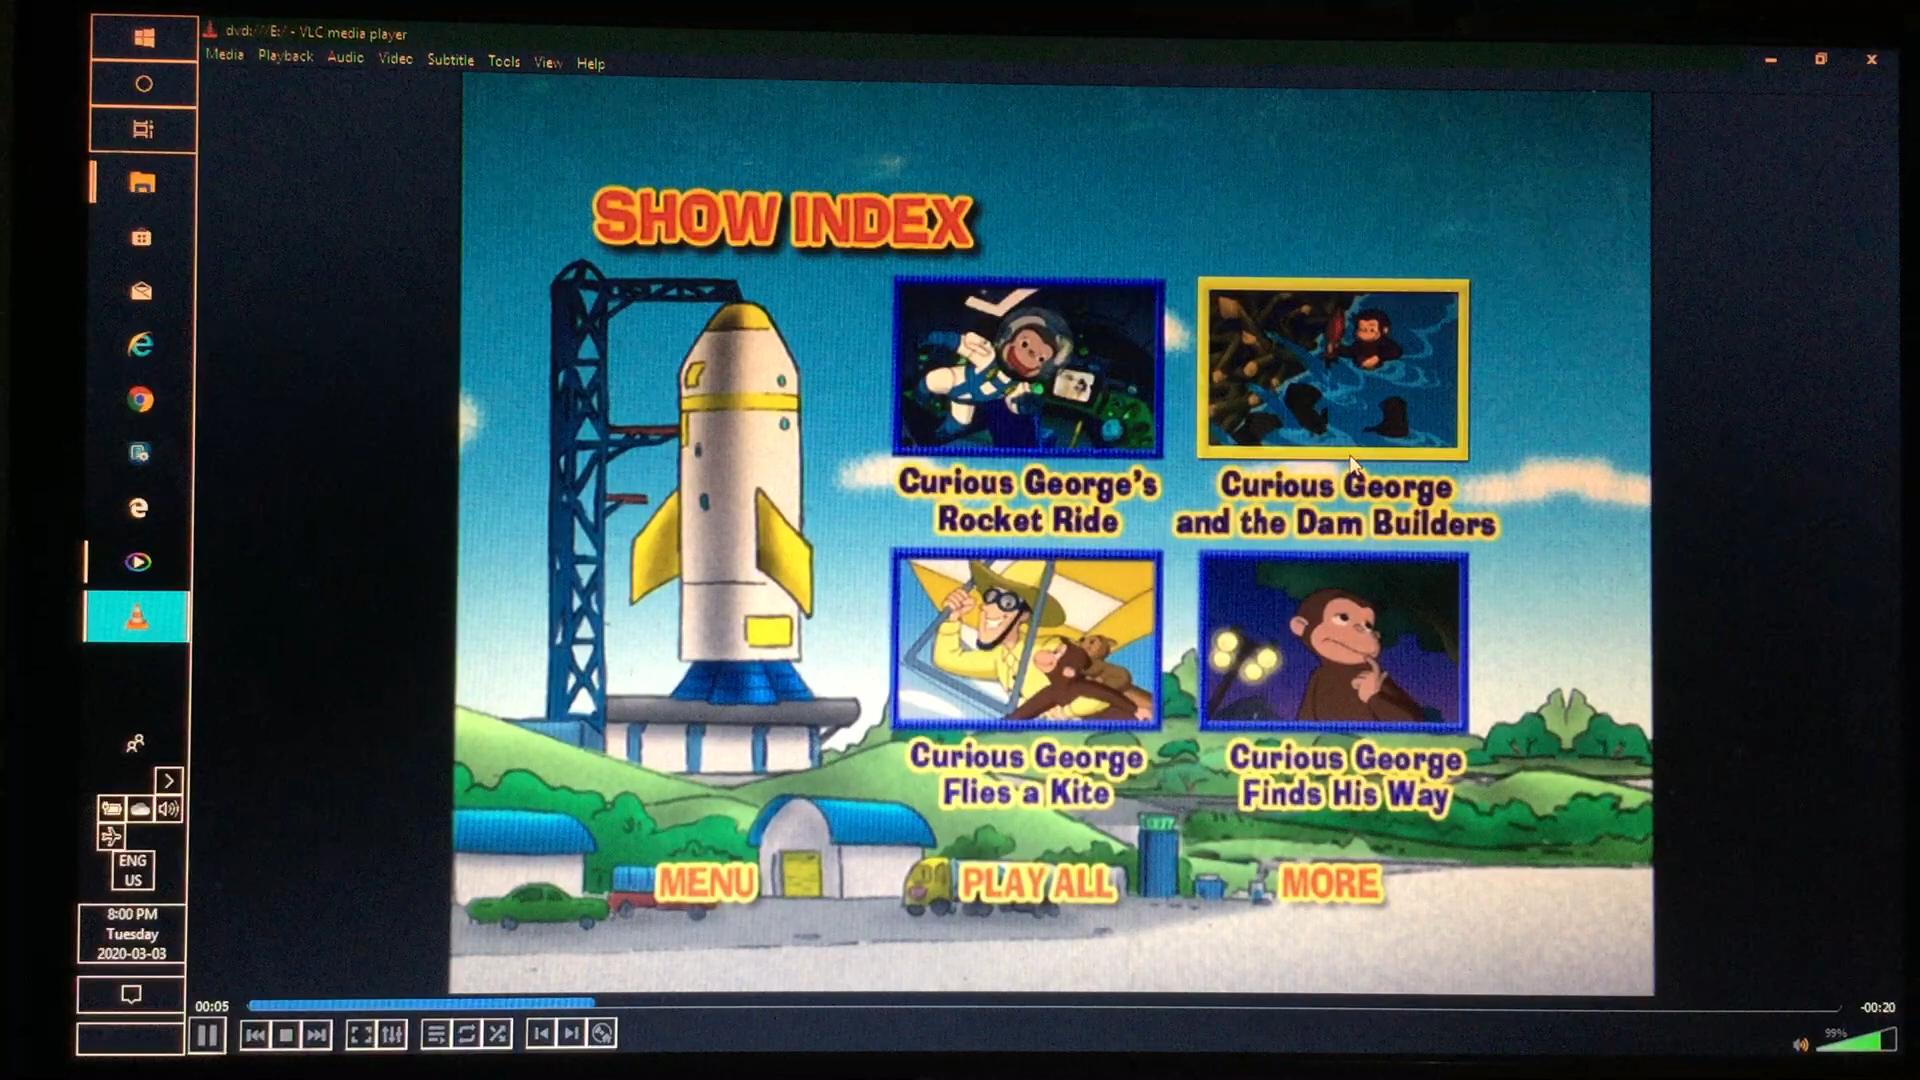 dvd:///E:/ - VLC media player
Media Playback Audio Video Subtitle Tools View Help
SHOW INDEX
Curious George's
Rocket Ride
Curious George
and the Dam Builders
Curious George
Flies a Kite
Curious George
Finds His Way
MENU PLAY ALL MORE
ENG
US
8:00 PM
Tuesday
2020-03-03
00:05
-00:20
99%